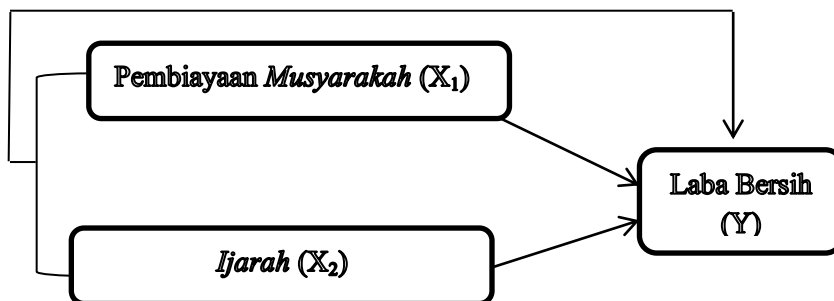 Pembiayaan Musyarakah (X₁)
Laba Bersih
(Y)
Ijarah (X₂)